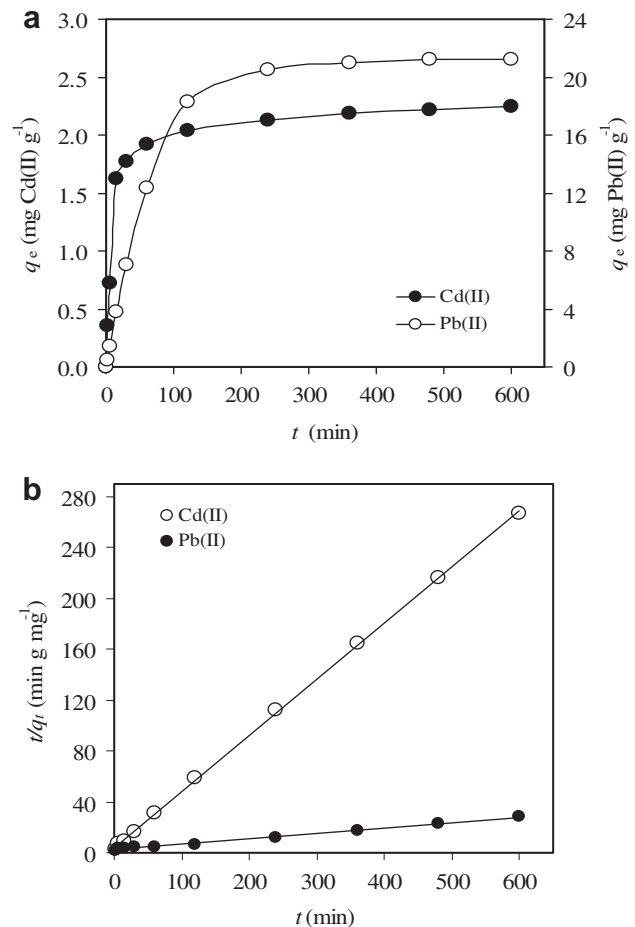 a
3.0
2.5
2.0
1.5
1.0
0.5
0.0
q e (mg Cd(II) g-1)
24
20
16
12
8
4
0
q e (mg Pb(II) g-1)
Cd(II)
Pb(II)
0 100 200 300 400 500 600
t (min)
b
280
240
200
160
120
80
40
0
t/qt (min g mg-1)
Cd(II)
Pb(II)
0 100 200 300 400 500 600
t (min)